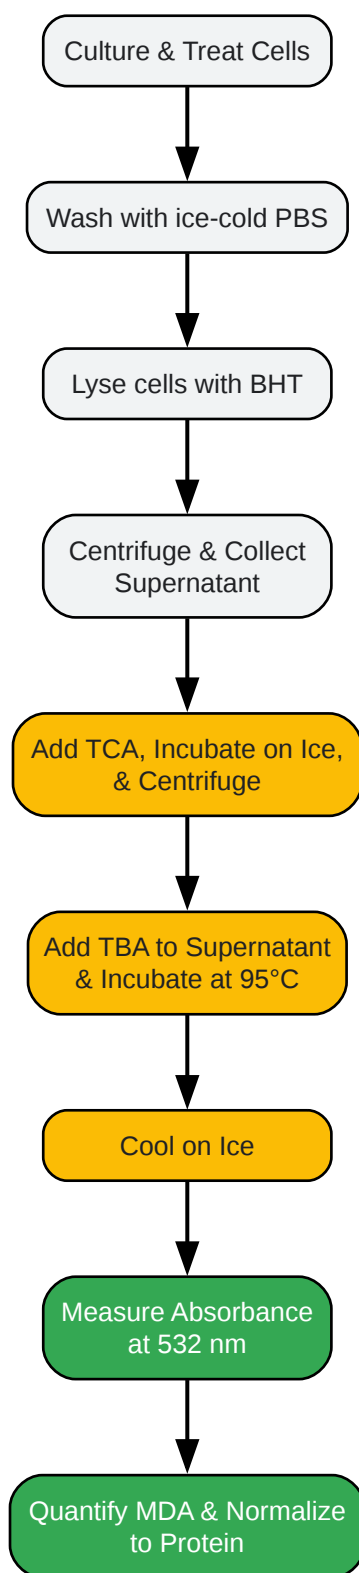 Culture & Treat Cells
Wash with ice-cold PBS
Lyse cells with BHT
Centrifuge & Collect
Supernatant
Add TCA, Incubate on Ice,
& Centrifuge
Add TBA to Supernatant
& Incubate at 95°C
Cool on Ice
Measure Absorbance
at 532 nm
Quantify MDA & Normalize
to Protein